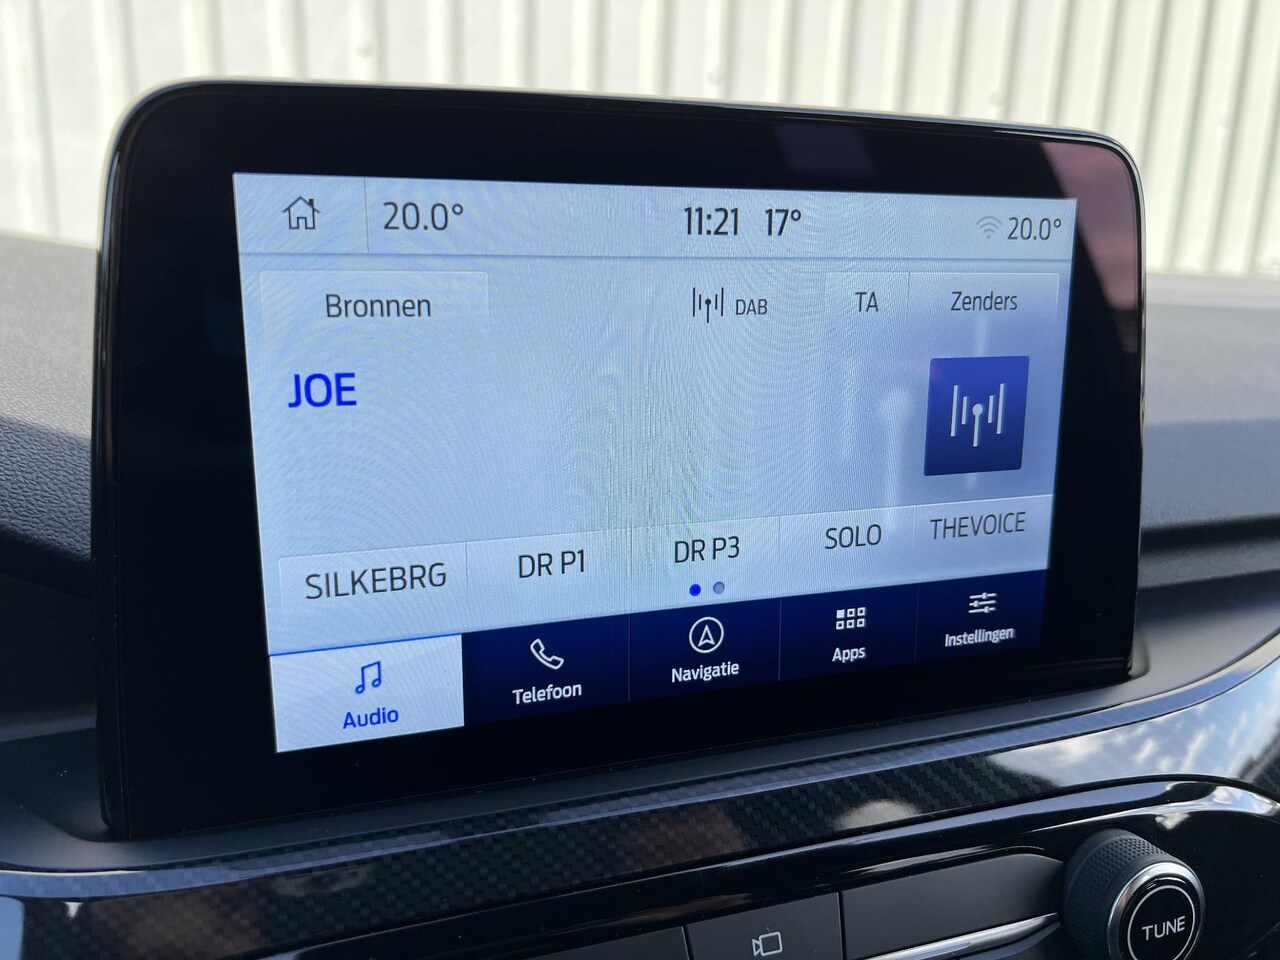 20.0° 11:21 17° 20.0°
Bronnen DAB TA Zenders
JOE
SILKEBRG DR P1 DR P3 SOLO THEVOICE
Audio Telefoon Navigatie Apps Instellingen
TUNE